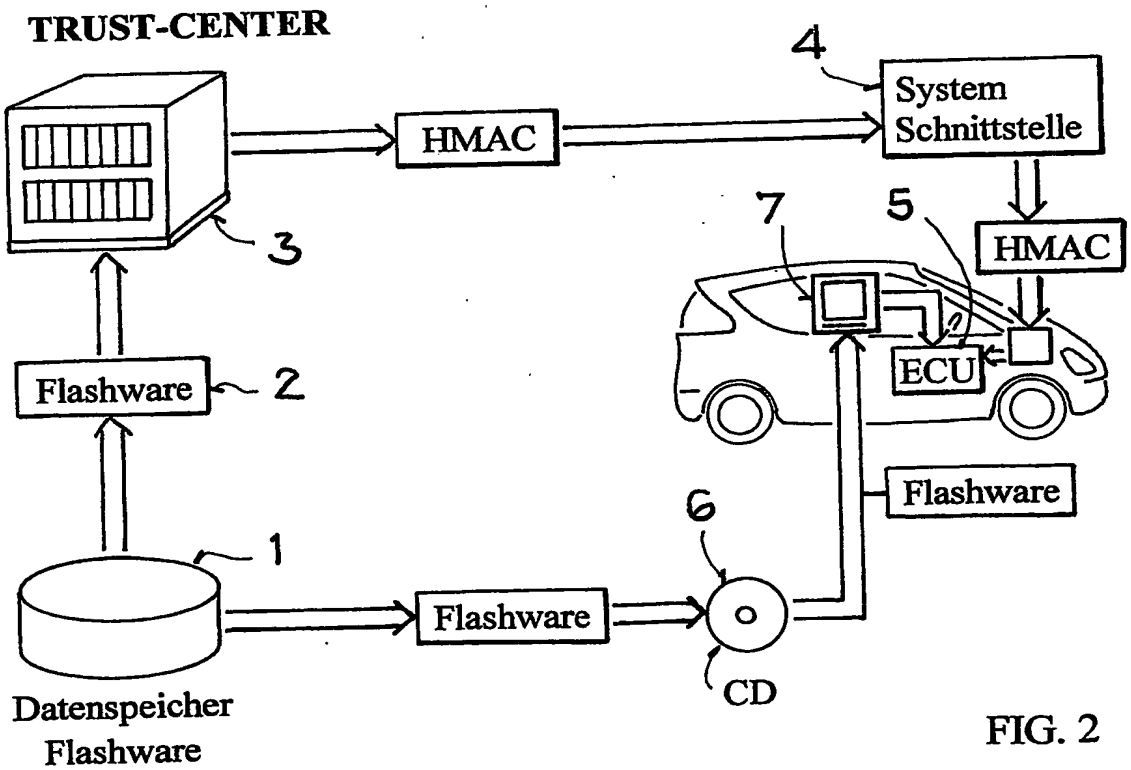 TRUST-CENTER
4
System
Schnittstelle
HMAC
3
7
5
HMAC
ECU
Flashware
2
Flashware
6
1
Flashware
CD
Datenspeicher
Flashware
FIG. 2